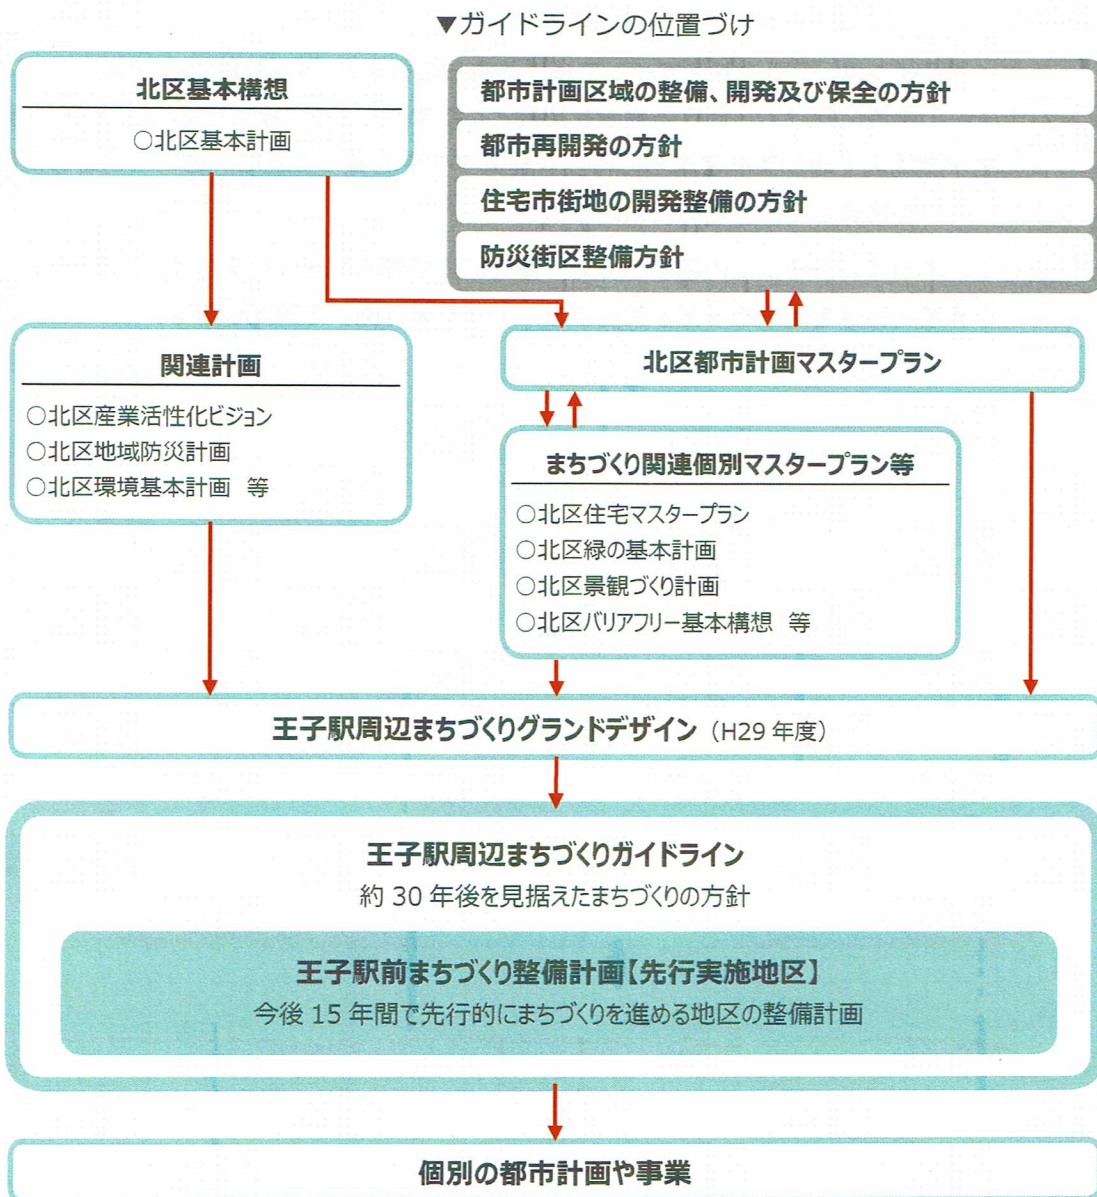 ▼ガイドラインの位置づけ
北区基本構想
○北区基本計画
都市計画区域の整備、開発及び保全の方針
都市再開発の方針
住宅市街地の開発整備の方針
防災街区整備方針
関連計画
○北区産業活性化ビジョン
○北区地域防災計画
○北区環境基本計画 等
北区都市計画マスタープラン
まちづくり関連個別マスタープラン等
○北区住宅マスタープラン
○北区緑の基本計画
○北区景観づくり計画
○北区バリアフリー基本構想 等
王子駅周辺まちづくりグランドデザイン（H29 年度）
王子駅周辺まちづくりガイドライン
約 30 年後を見据えたまちづくりの方針
王子駅前まちづくり整備計画【先行実施地区】
今後 15 年間で先行的にまちづくりを進める地区の整備計画
個別の都市計画や事業